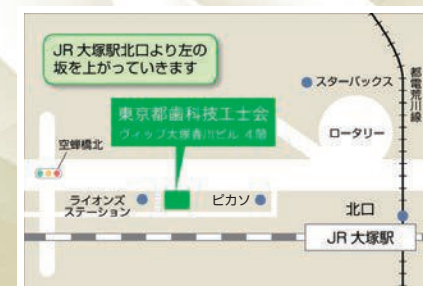 JR 大塚駅北口より左の
坂を上がっていきます
東京都歯科技工士会
ヴィップ大塚香川ビル 4階
スターバックス
都電荒川線
ロータリー
空蝉橋北
ライオンズ
ステーション
ピカソ
北口
JR 大塚駅